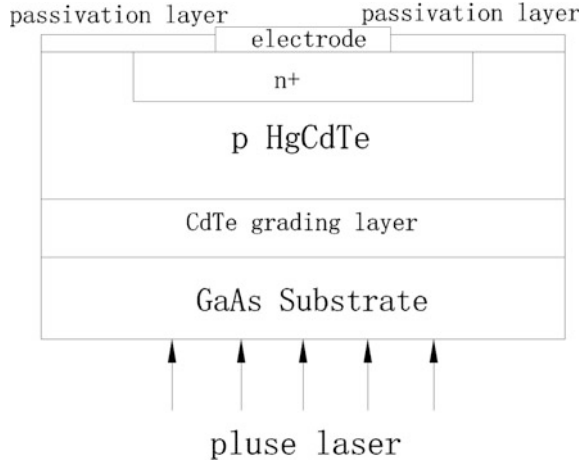 passivation layer
passivation layer
electrode
n+
p HgCdTe
CdTe grading layer
GaAs Substrate
pluse laser